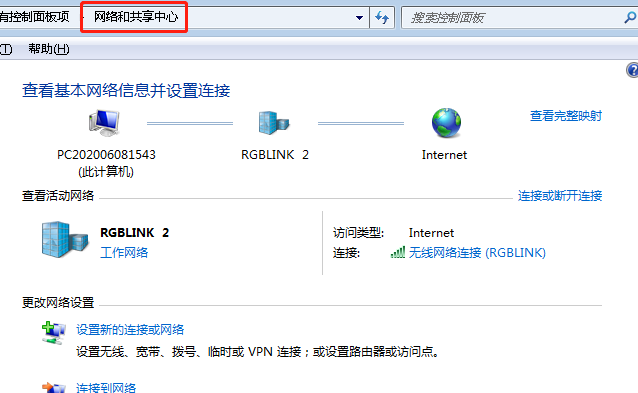 有控制面板项 网络和共享中心 搜索控制面板
(T) 帮助(H)
查看基本网络信息并设置连接
查看完整映射
PC202006081543 RGBLINK 2 Internet
(此计算机)
查看活动网络 连接或断开连接
RGBLINK 2
工作网络
访问类型: Internet
连接: 无线网络连接 (RGBLINK)
更改网络设置
设置新的连接或网络
设置无线、宽带、拨号、临时或 VPN 连接；或设置路由器或访问点。
连接到网络